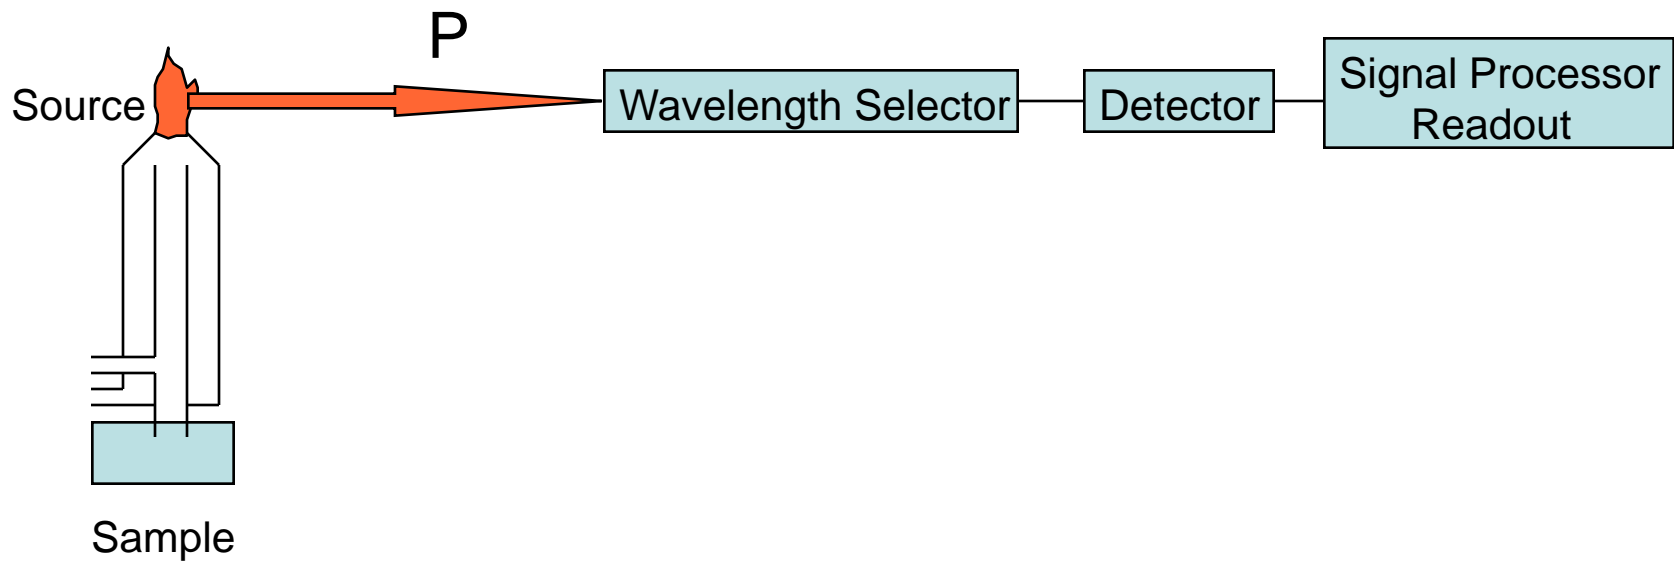 P
Source
Wavelength Selector
Detector
Signal Processor
Readout
Sample